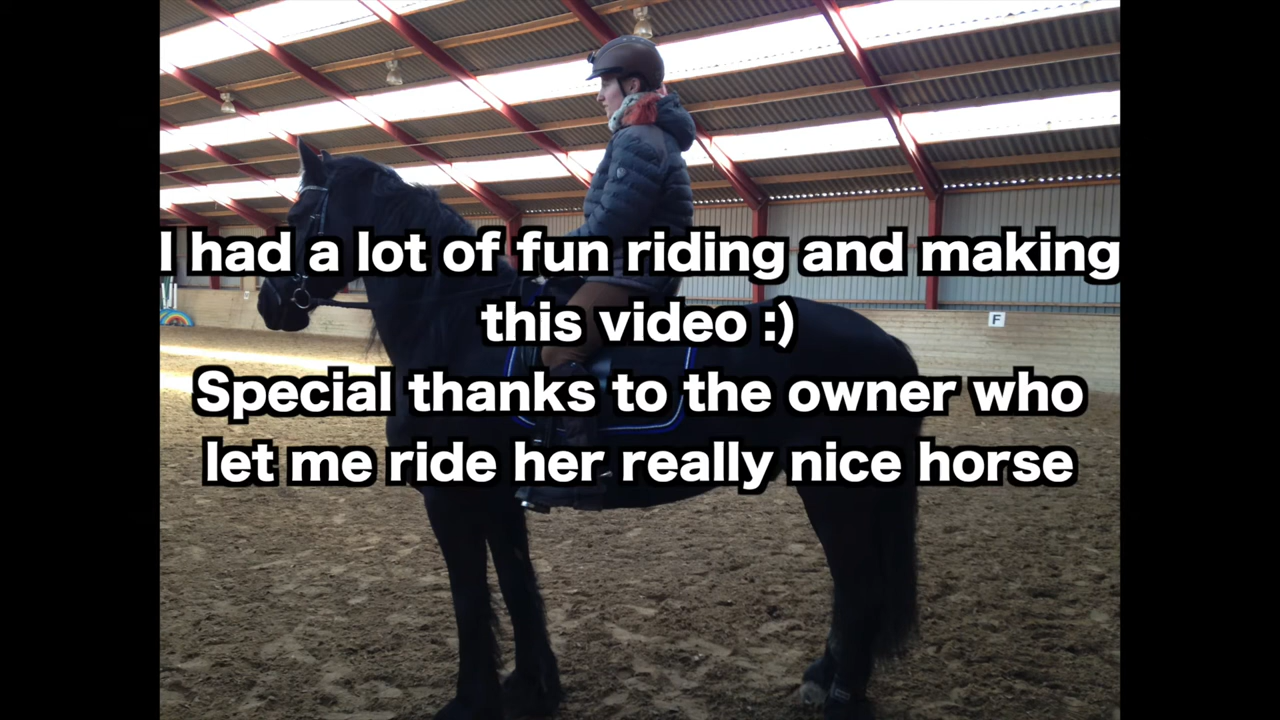 I had a lot of fun riding and making
this video :)
Special thanks to the owner who
let me ride her really nice horse
F